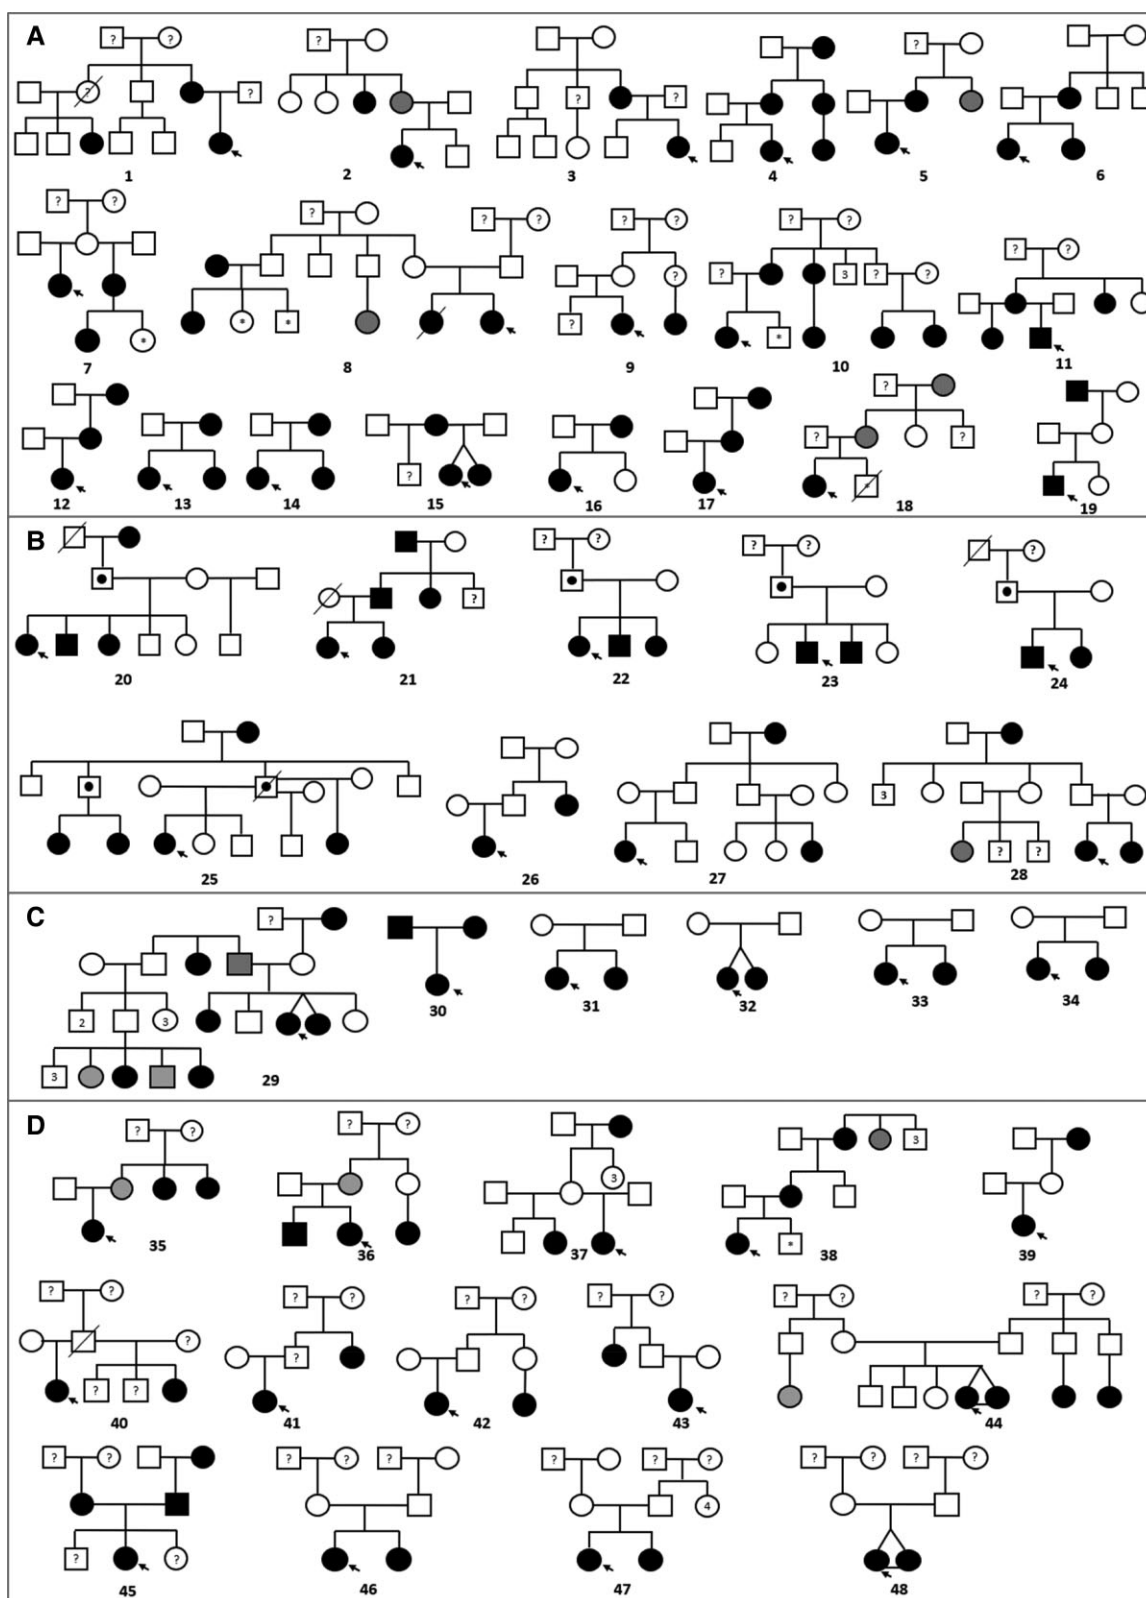 A
? ? ? ?
? ? ? ?
1 2 3 4 5 6
? ? ? ? ? ? ? ? ? ? ?
? ? 3 ? ?
* * ? *
*
7 8 9 10 11
?
? ?
? *
12 13 14 15 16 17 18 19
B
? ? ? ? ?
?
20 21 22 23 24
3 ? ?
25 26 27 28
C
?
2 3
3
29 30 31 32 33 34
D
? ? ? ? 3
3
*
35 36 37 38 39
? ? ? ? ? ? ? ? ? ? ? ?
? ?
? ?
40 41 42 43 44
? ? ? ? ? ? ? ? ? ? ? ?
4
? ?
45 46 47 48